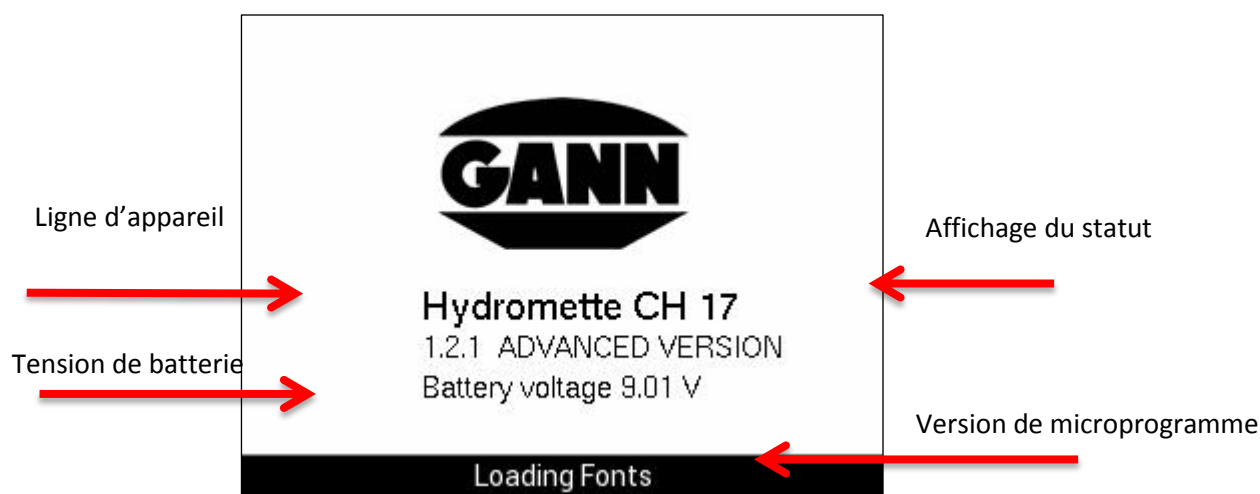 GANN
Ligne d’appareil
Affichage du statut
Hydromette CH 17
1.2.1 ADVANCED VERSION
Tension de batterie
Battery voltage 9.01 V
Version de microprogramme
Loading Fonts